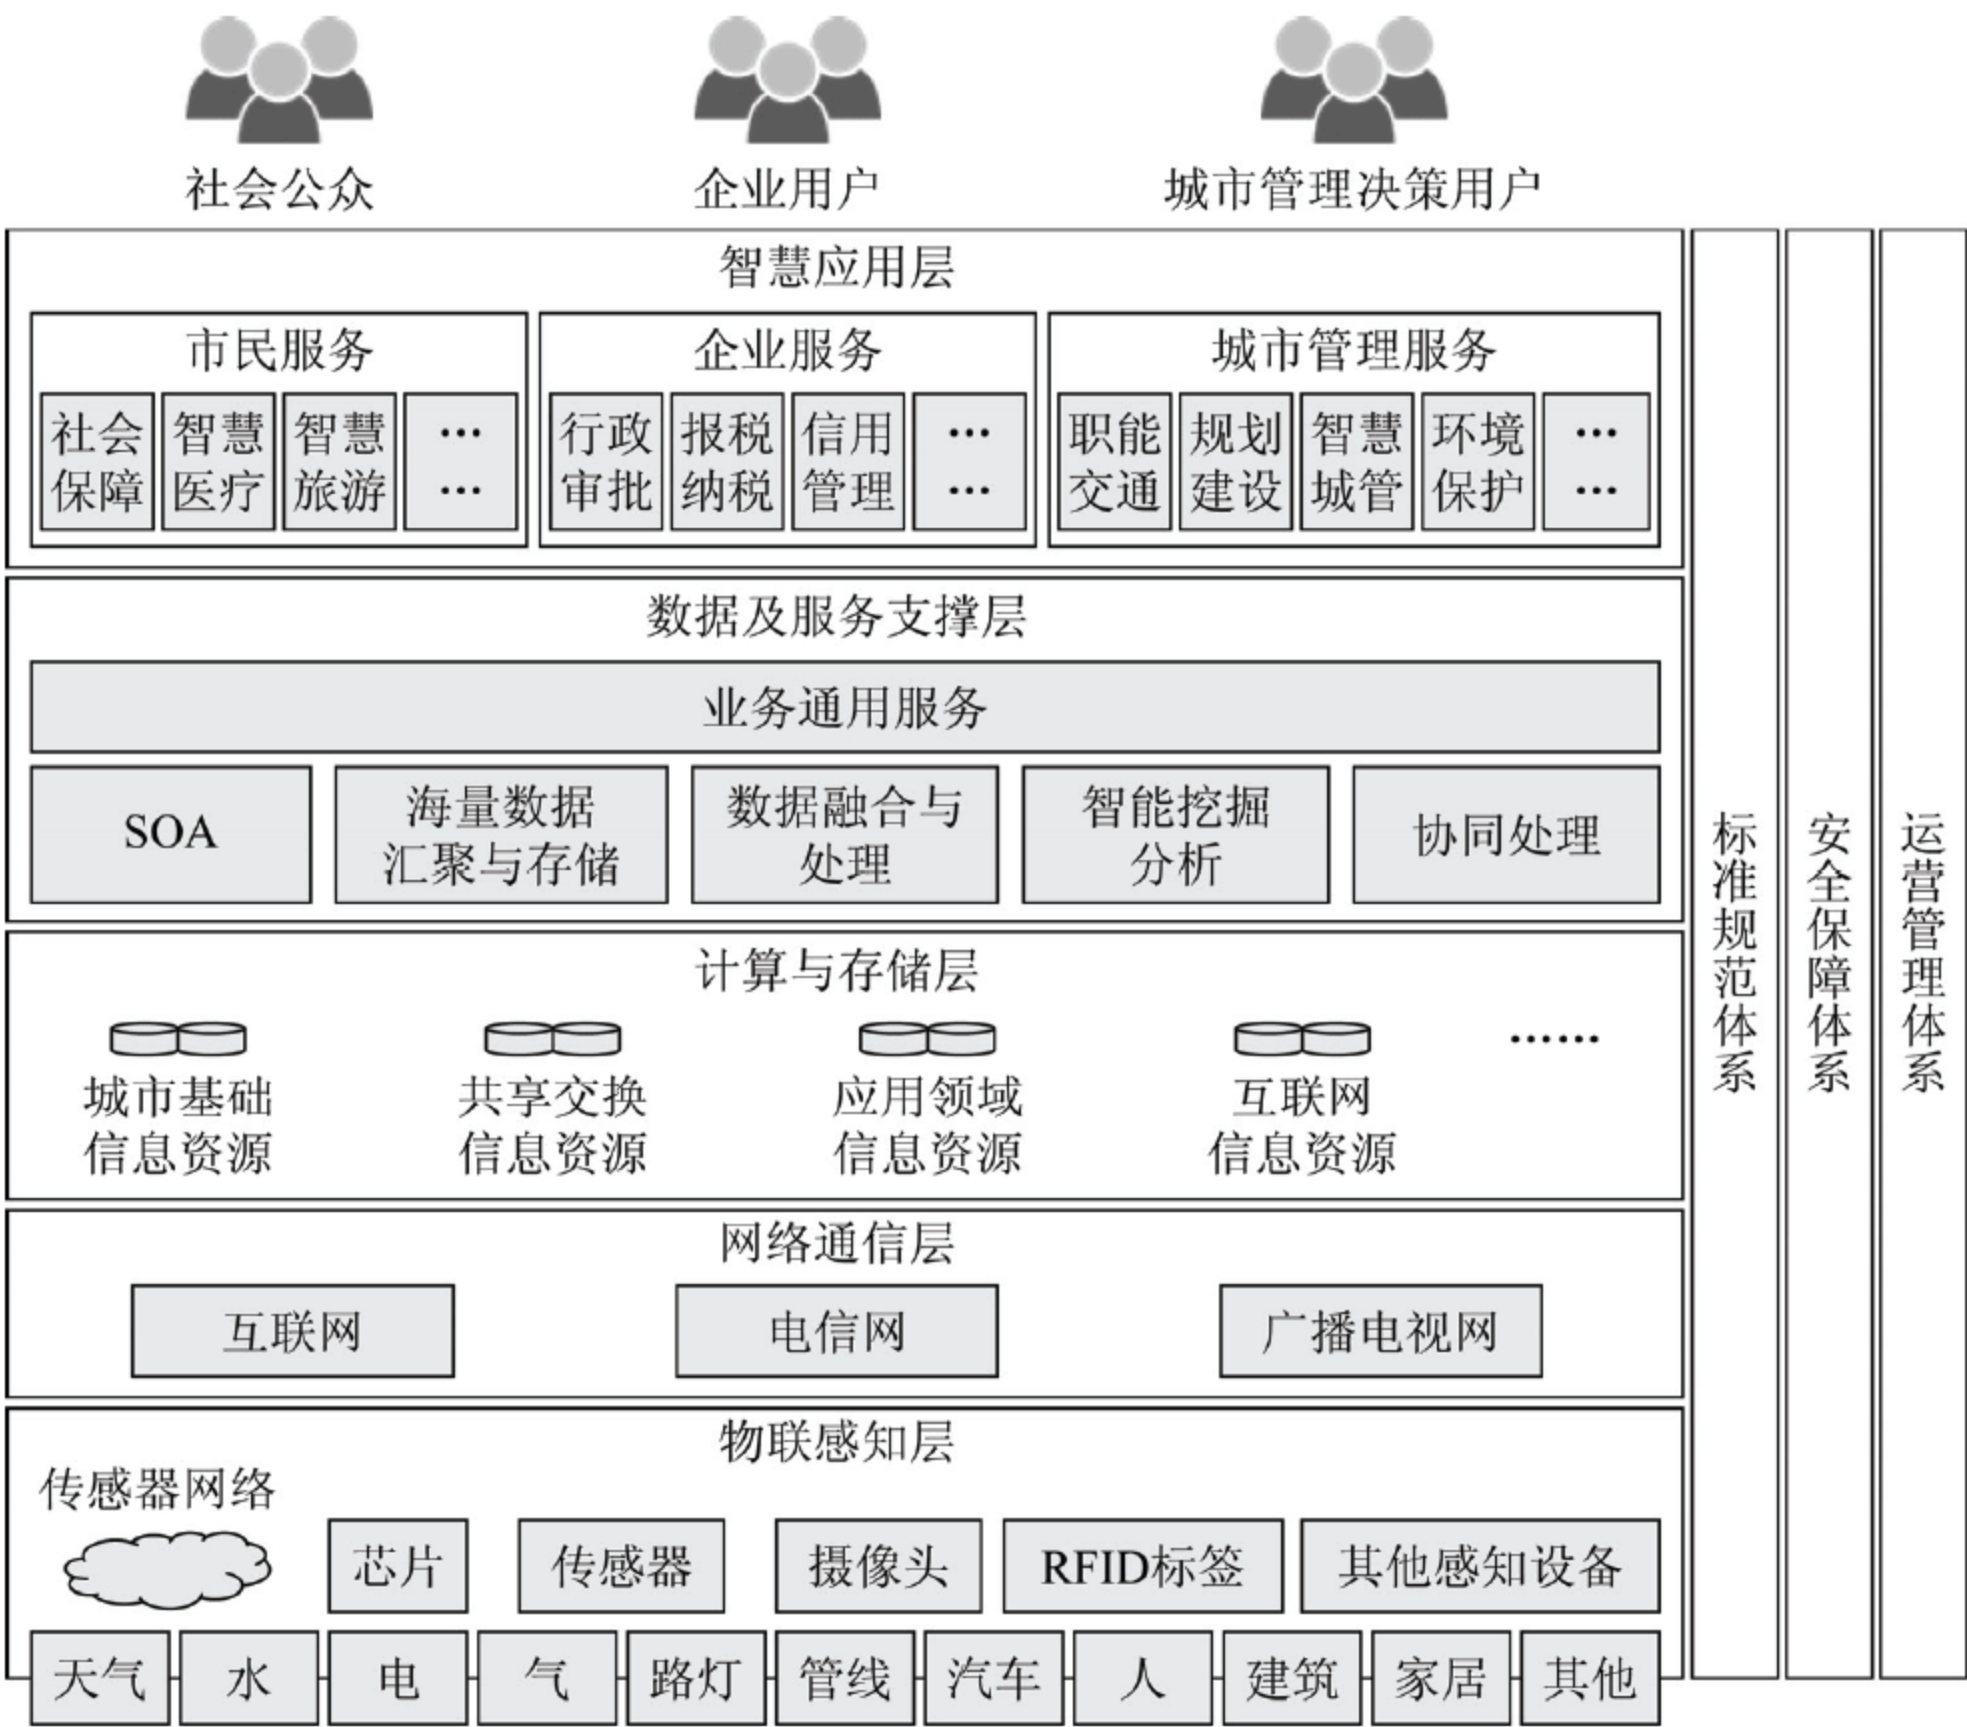 社会公众
企业用户
城市管理决策用户
智慧应用层
市民服务
社会
保障
智慧
医疗
智慧
旅游
…
…
企业服务
行政
审批
报税
纳税
信用
管理
…
…
城市管理服务
职能
交通
规划
建设
智慧
城管
环境
保护
…
…
数据及服务支撑层
业务通用服务
SOA
海量数据
汇聚与存储
数据融合与
处理
智能挖掘
分析
协同处理
计算与存储层
城市基础
信息资源
共享交换
信息资源
应用领域
信息资源
互联网
信息资源
……
网络通信层
互联网
电信网
广播电视网
物联感知层
传感器网络
芯片
传感器
摄像头
RFID标签
其他感知设备
天气
水
电
气
路灯
管线
汽车
人
建筑
家居
其他
标准规范体系
安全保障体系
运营管理体系